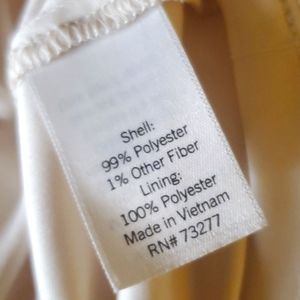 Shell:
99% Polyester
1% Other Fiber
Lining:
100% Polyester
Made in Vietnam
RN# 73277